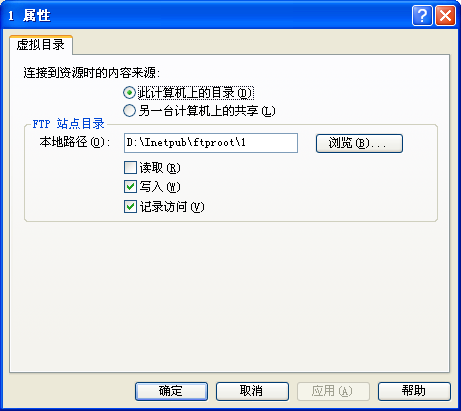 1 属性
虚拟目录
连接到资源时的内容来源:
此计算机上的目录(D)
另一台计算机上的共享(L)
FTP 站点目录
本地路径(O): D:\Inetpub\ftproot\1 浏览(B)...
读取(R)
写入(W)
记录访问(V)
确定 取消 应用(A) 帮助